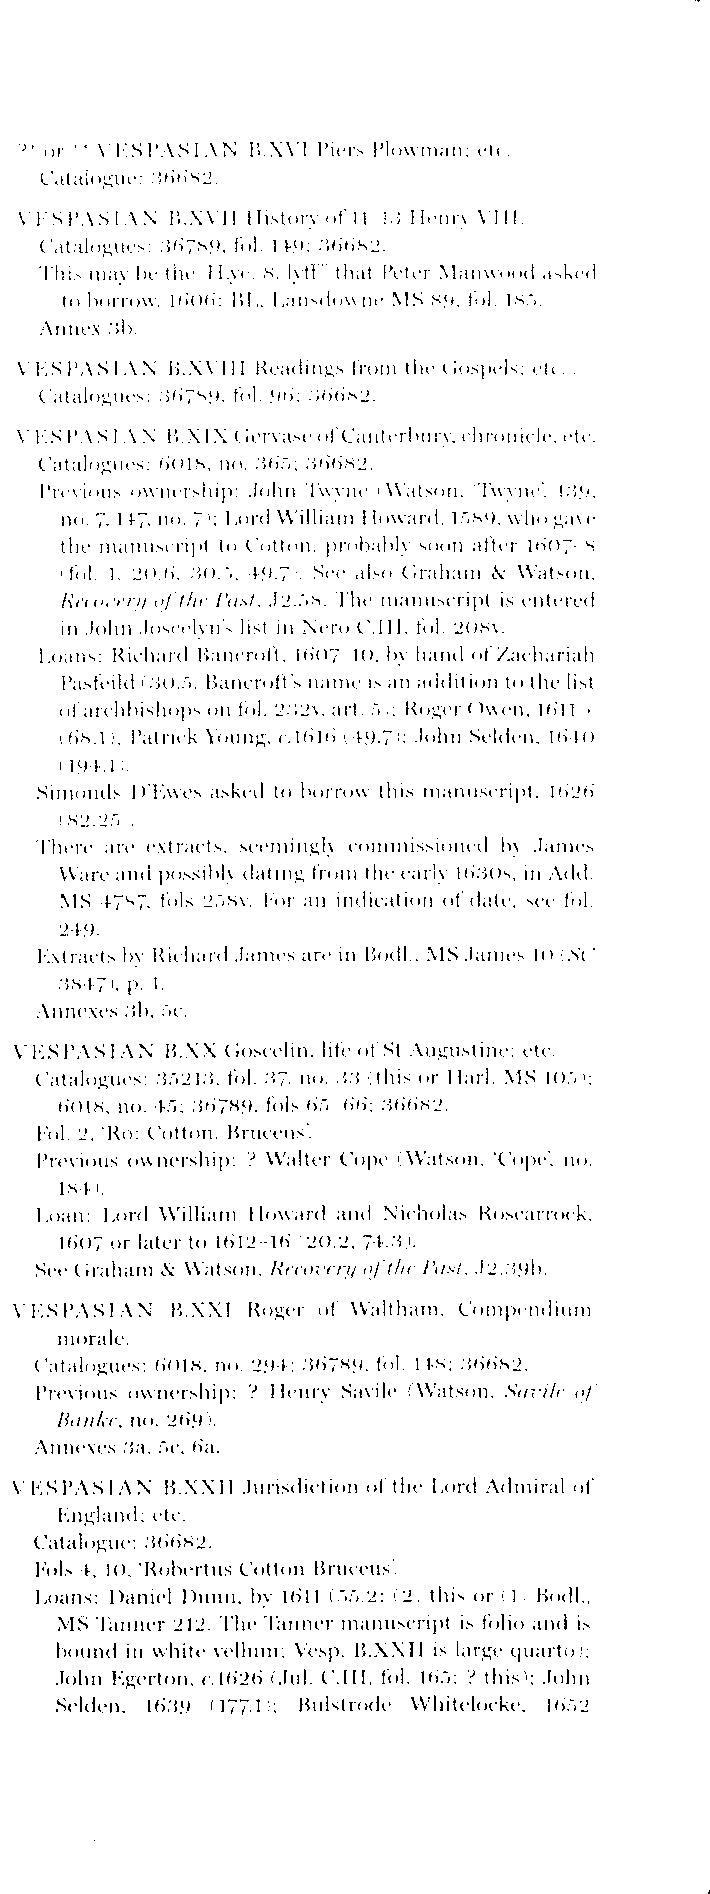 ?* or ** VESPASIAN B.XVI Piers Plowman; etc.
Catalogue: 36682.
VESPASIAN B.XVII History of 11–13 Henry VIII.
Catalogues: 36789, fol. 149; 36682.
This may be the 'H.ye. 8. lyff' that Peter Manwood asked
to borrow, 1606: BL, Lansdowne MS 89, fol. 185.
Annex 3b.
VESPASIAN B.XVIII Readings from the Gospels; etc.
Catalogues: 36789, fol. 96; 36682.
VESPASIAN B.XIX Gervase of Canterbury, chronicle, etc.
Catalogues: 6018, no. 365; 36682.
Previous ownership: John Twyne (Watson, 'Twyne', 139,
no. 7, 147, no. 7); Lord William Howard, 1589, who gave
the manuscript to Cotton, probably soon after 1607–8
(fol. 1, 20.6, 30.5, 49.7). See also Graham & Watson,
Recovery of the Past, J2.58. The manuscript is entered
in John Joscelyn's list in Nero C.III, fol. 208v.
Loans: Richard Bancroft, 1607–10, by hand of Zachariah
Pasfeild (30.5. Bancroft's name is an addition to the list
of archbishops on fol. 232v, art. 5); Roger Owen, 1611
(68.1), Patrick Young, c.1616 (49.7); John Selden, 1640
(194.1).
Simonds D'Ewes asked to borrow this manuscript, 1626
(82.25).
There are extracts, seemingly commissioned by James
Ware and possibly dating from the early 1630s, in Add.
MS 4787, fols 258v. For an indication of date, see fol.
249.
Extracts by Richard James are in Bodl., MS James 10 (SC
3847), p. 1.
Annexes 3b, 5c.
VESPASIAN B.XX Goscelin, life of St Augustine; etc.
Catalogues: 35213, fol. 37, no. 33 (this or Harl. MS 105);
6018, no. 45; 36789, fols 65–66; 36682.
Fol. 2, 'Ro: Cotton. Bruceus'.
Previous ownership: ? Walter Cope (Watson, 'Cope', no.
184).
Loan: Lord William Howard and Nicholas Roscarrock,
1607 or later to 1612–16 (20.2, 74.3).
See Graham & Watson, Recovery of the Past, J2.39b.
VESPASIAN B.XXI Roger of Waltham, Compendium
morale.
Catalogues: 6018, no. 294; 36789, fol. 148; 36682.
Previous ownership: ? Henry Savile (Watson, Savile of
Banke, no. 269).
Annexes 3a, 5c, 6a.
VESPASIAN B.XXII Jurisdiction of the Lord Admiral of
England; etc.
Catalogue: 36682.
Fols 4, 10, 'Robertus Cotton Bruceus'.
Loans: Daniel Dunn, by 1611 (55.2: (2), this or (1) Bodl.,
MS Tanner 212. The Tanner manuscript is folio and is
bound in white vellum; Vesp. B.XXII is large quarto);
John Egerton, c.1626 (Jul. C.III, fol. 165; ? this); John
Selden, 1639 (177.1); Bulstrode Whitelocke, 1652